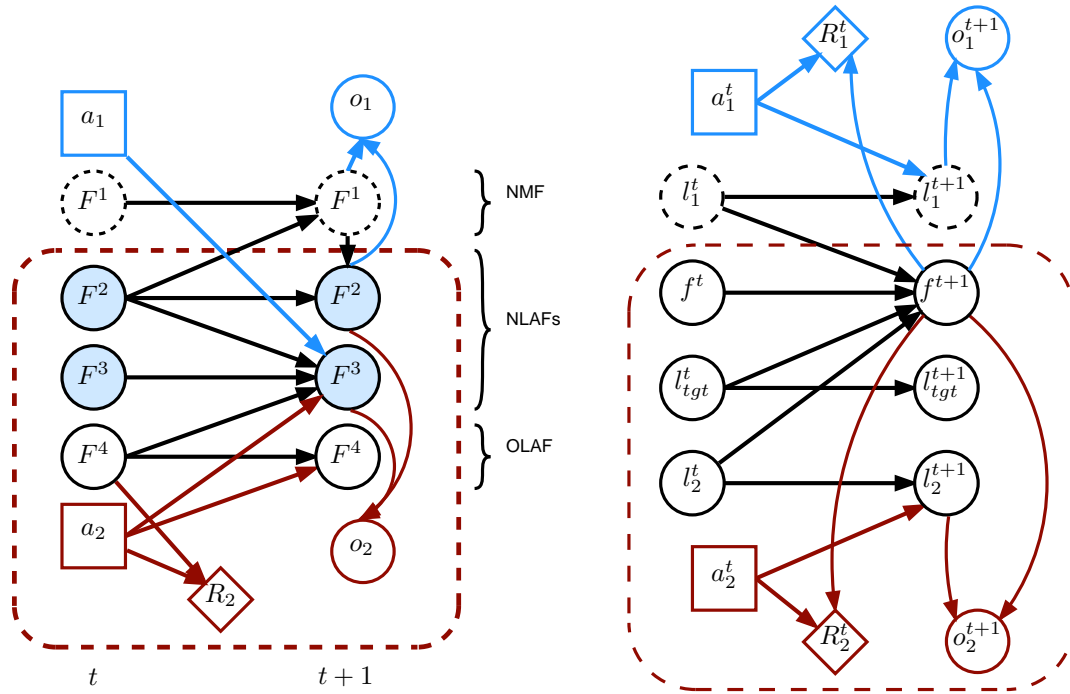 a_1
o_1
F^1
F^1
NMF
F^2
F^2
NLAFs
F^3
F^3
F^4
F^4
OLAF
a_2
o_2
R_2
t
t + 1
R_1^t
o_1^{t+1}
a_1^t
l_1^t
l_1^{t+1}
f^t
f^{t+1}
l_{tgt}^t
l_{tgt}^{t+1}
l_2^t
l_2^{t+1}
a_2^t
R_2^t
o_2^{t+1}